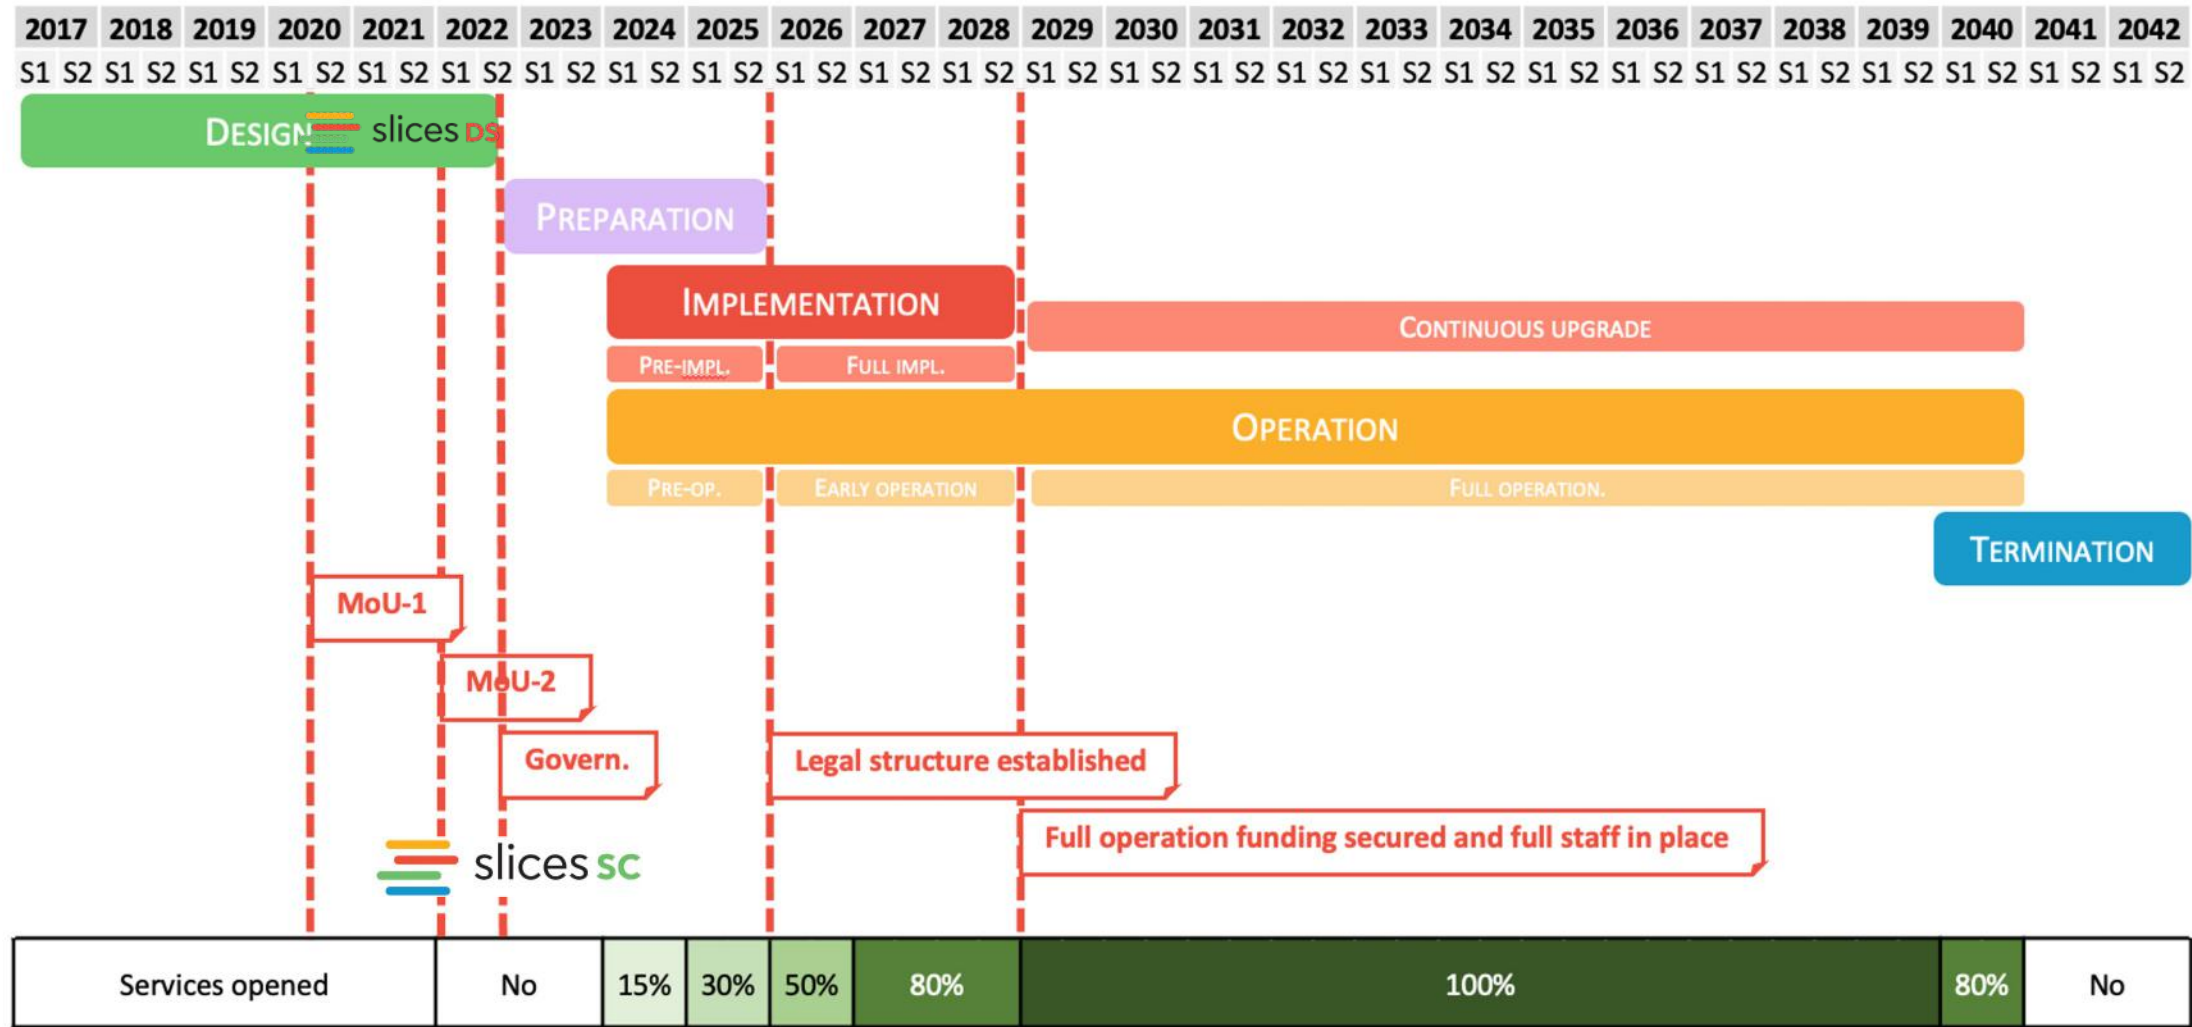 2017 2018 2019 2020 2021 2022 2023 2024 2025 2026 2027 2028 2029 2030 2031 2032 2033 2034 2035 2036 2037 2038 2039 2040 2041 2042
S1 S2 S1 S2 S1 S2 S1 S2 S1 S2 S1 S2 S1 S2 S1 S2 S1 S2 S1 S2 S1 S2 S1 S2 S1 S2 S1 S2 S1 S2 S1 S2 S1 S2 S1 S2 S1 S2 S1 S2 S1 S2 S1 S2 S1 S2 S1 S2 S1 S2 S1 S2
DESIGN slices DS
PREPARATION
IMPLEMENTATION
CONTINUOUS UPGRADE
PRE-IMPL. FULL IMPL.
OPERATION
PRE-OP. EARLY OPERATION FULL OPERATION.
TERMINATION
MoU-1
MoU-2
Govern. Legal structure established
Full operation funding secured and full staff in place
slices SC
Services opened No 15% 30% 50% 80% 100% 80% No